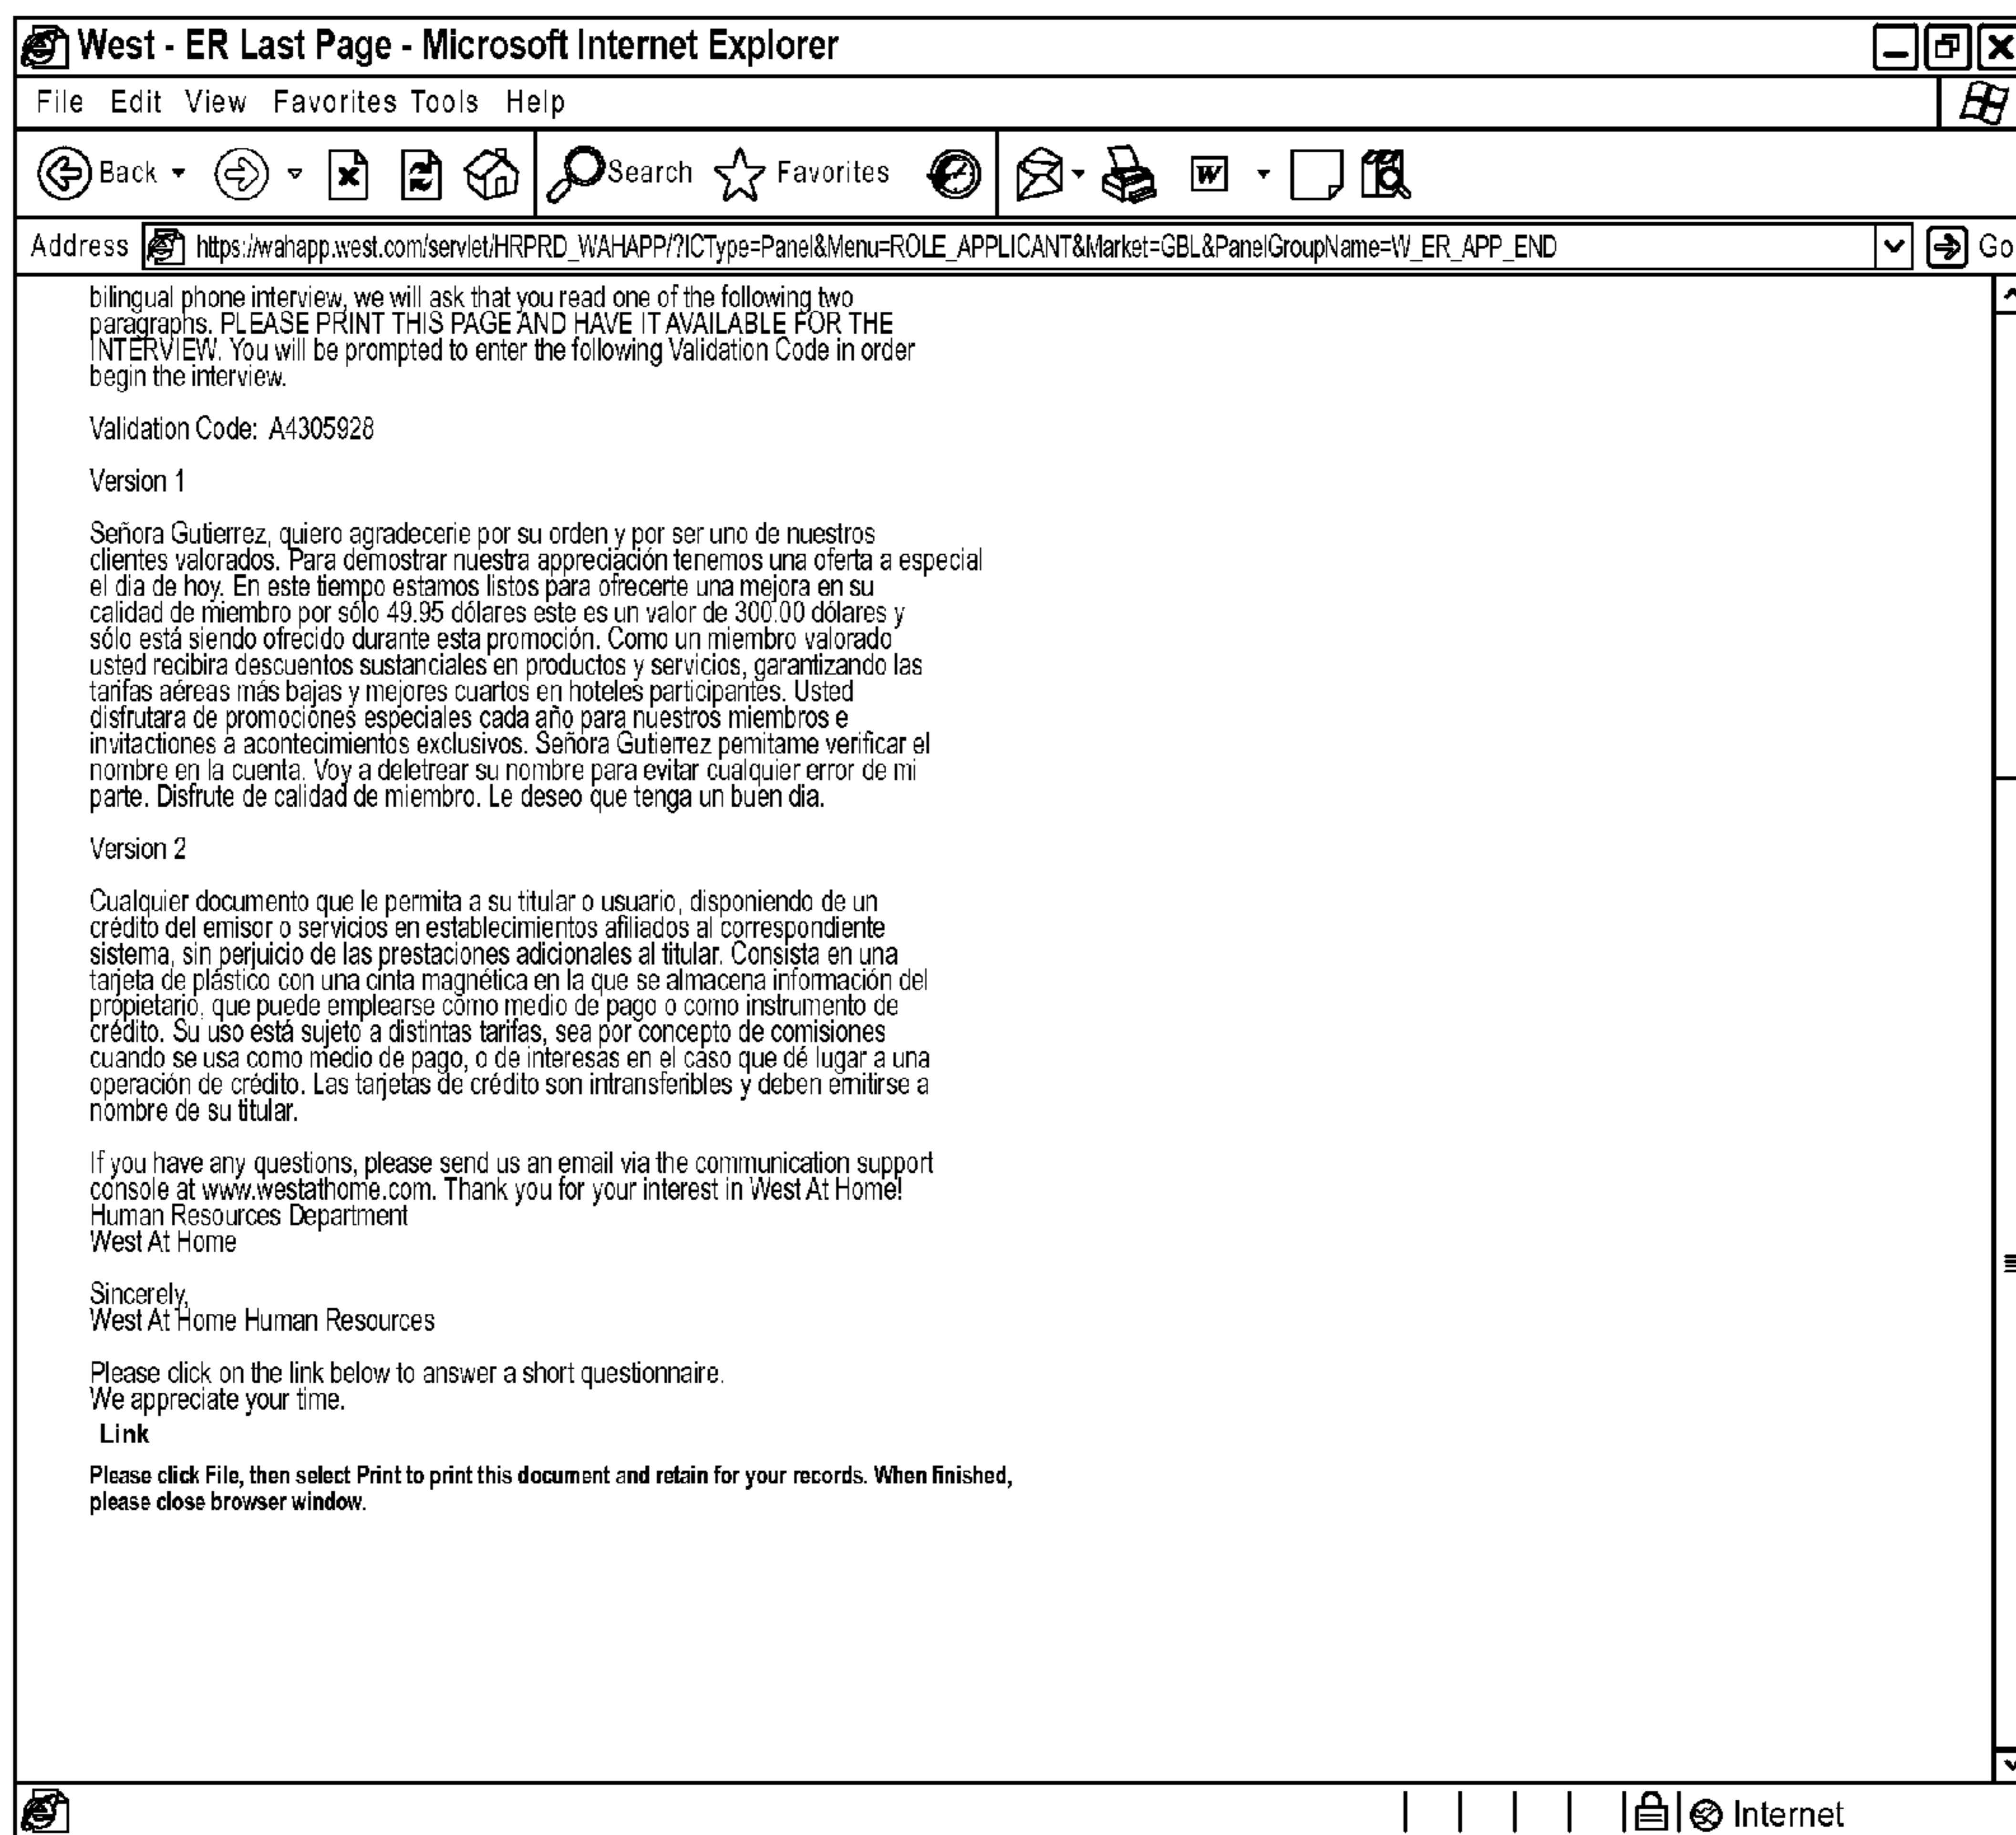 West - ER Last Page - Microsoft Internet Explorer
File Edit View Favorites Tools Help
Back Search Favorites W
Address https://wahapp.west.com/servlet/HRPRD_WAHAPP/?ICType=Panel&Menu=ROLE_APPLICANT&Market=GBL&PanelGroupName=W_ER_APP_END Go
bilingual phone interview, we will ask that you read one of the following two
paragraphs. PLEASE PRINT THIS PAGE AND HAVE IT AVAILABLE FOR THE
INTERVIEW. You will be prompted to enter the following Validation Code in order
begin the interview.
Validation Code: A4305928
Version 1
Señora Gutierrez, quiero agradecerie por su orden y por ser uno de nuestros
clientes valorados. Para demostrar nuestra appreciación tenemos una oferta a especial
el dia de hoy. En este tiempo estamos listos para ofrecerte una mejora en su
calidad de miembro por sólo 49.95 dólares este es un valor de 300.00 dólares y
sólo está siendo ofrecido durante esta promoción. Como un miembro valorado
usted recibira descuentos sustanciales en productos y servicios, garantizando las
tarifas aéreas más bajas y mejores cuartos en hoteles participantes. Usted
disfrutara de promociones especiales cada año para nuestros miembros e
invitactiones a acontecimientos exclusivos. Señora Gutierrez pemitame verificar el
nombre en la cuenta. Voy a deletrear su nombre para evitar cualquier error de mi
parte. Disfrute de calidad de miembro. Le deseo que tenga un buen dia.
Version 2
Cualquier documento que le permita a su titular o usuario, disponiendo de un
crédito del emisor o servicios en establecimientos afiliados al correspondiente
sistema, sin perjuicio de las prestaciones adicionales al titular. Consista en una
tarjeta de plástico con una cinta magnética en la que se almacena información del
propietario, que puede emplearse como medio de pago o como instrumento de
crédito. Su uso está sujeto a distintas tarifas, sea por concepto de comisiones
cuando se usa como medio de pago, o de interesas en el caso que dé lugar a una
operación de crédito. Las tarjetas de crédito son intransferibles y deben emitirse a
nombre de su titular.
If you have any questions, please send us an email via the communication support
console at www.westathome.com. Thank you for your interest in West At Home!
Human Resources Department
West At Home
Sincerely,
West At Home Human Resources
Please click on the link below to answer a short questionnaire.
We appreciate your time.
Link
Please click File, then select Print to print this document and retain for your records. When finished,
please close browser window.
Internet